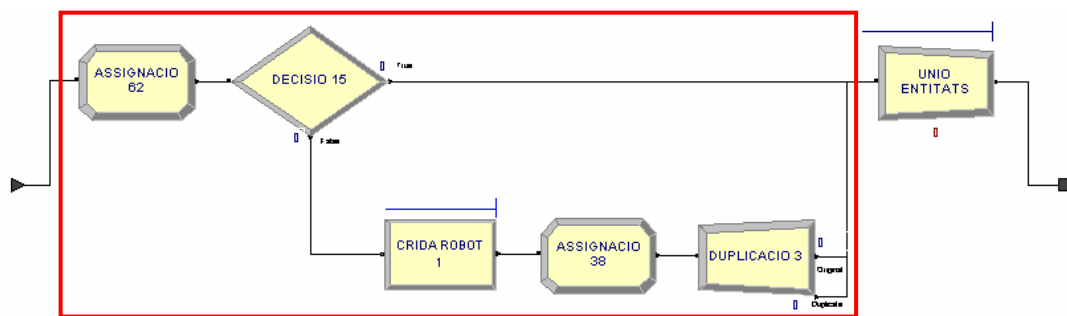 ASSIGNACIO
62
DECISIO 15
True
False
UNIO
ENTITATS
CRIDA ROBOT
1
ASSIGNACIO
38
DUPLICACIO 3
Original
Duplicate